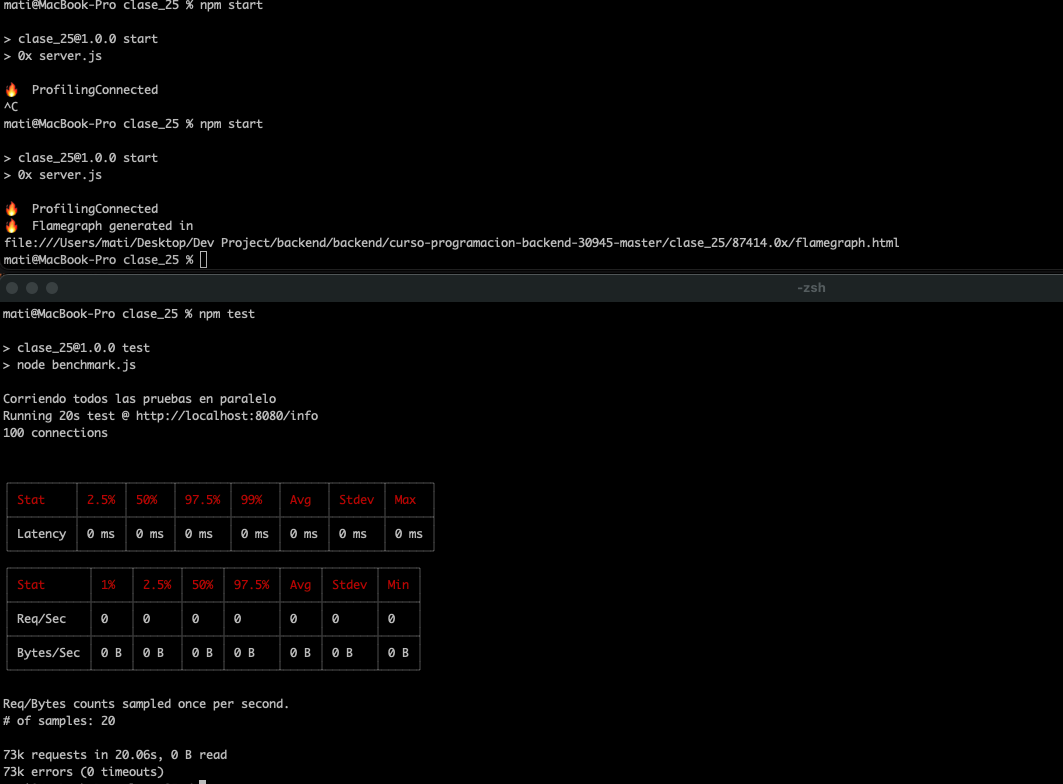 mati@MacBook-Pro clase_25 % npm start
> clase_25@1.0.0 start
> 0x server.js
🔥 ProfilingConnected
^C
mati@MacBook-Pro clase_25 % npm start
> clase_25@1.0.0 start
> 0x server.js
🔥 ProfilingConnected
🔥 Flamegraph generated in
file:///Users/mati/Desktop/Dev Project/backend/backend/curso-programacion-backend-30945-master/clase_25/87414.0x/flamegraph.html
mati@MacBook-Pro clase_25 %
-zsh
mati@MacBook-Pro clase_25 % npm test
> clase_25@1.0.0 test
> node benchmark.js
Corriendo todos las pruebas en paralelo
Running 20s test @ http://localhost:8080/info
100 connections
Stat 2.5% 50% 97.5% 99% Avg Stdev Max
Latency 0 ms 0 ms 0 ms 0 ms 0 ms 0 ms 0 ms
Stat 1% 2.5% 50% 97.5% Avg Stdev Min
Req/Sec 0 0 0 0 0 0 0
Bytes/Sec 0 B 0 B 0 B 0 B 0 B 0 B 0 B
Req/Bytes counts sampled once per second.
# of samples: 20
73k requests in 20.06s, 0 B read
73k errors (0 timeouts)